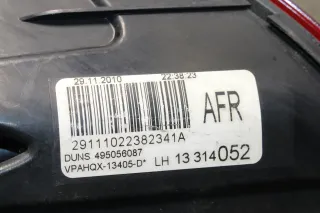 29.11.2010 22:38:23
AFR
29111022382341A
DUNS 495056087
VPAHQX-13405-D* LH 13 314052